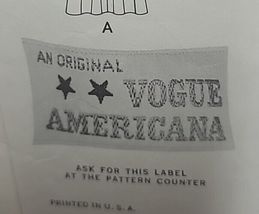 A
AN ORIGINAL
VOGUE
AMERICANA
ASK FOR THIS LABEL
AT THE PATTERN COUNTER
PRINTED IN U.S.A.